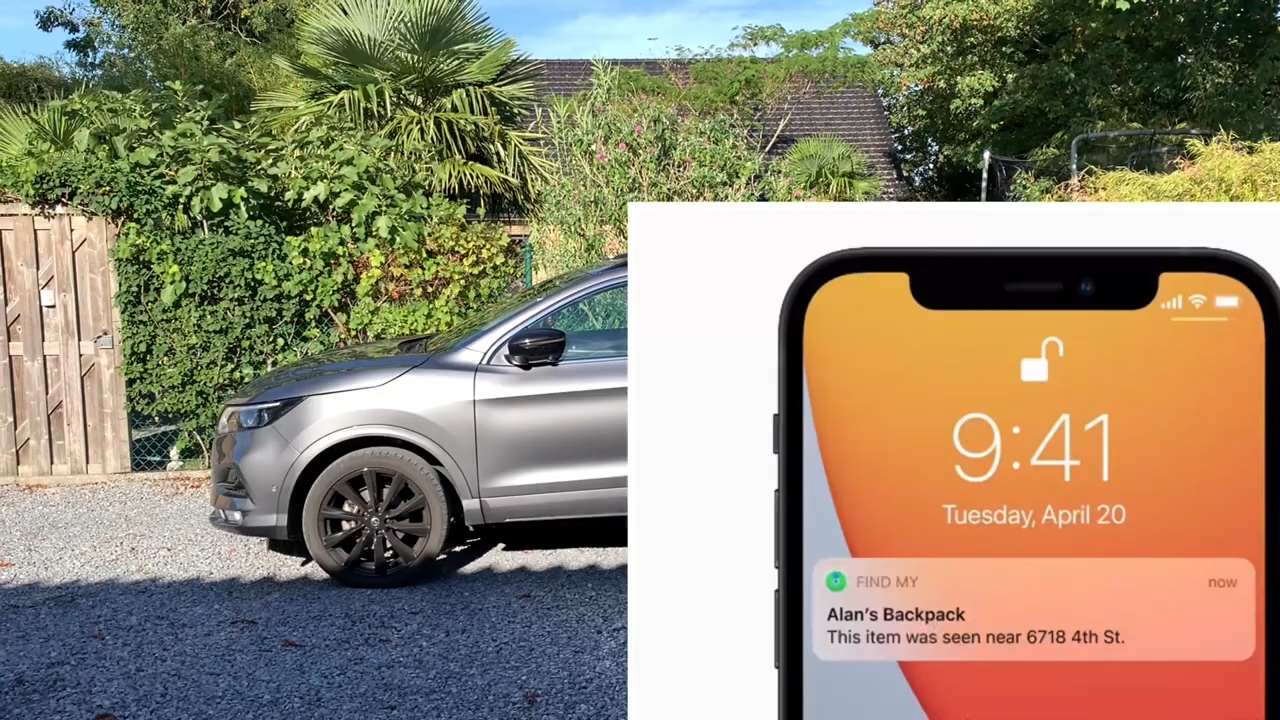 9:41
Tuesday, April 20
FIND MY now
Alan's Backpack
This item was seen near 6718 4th St.